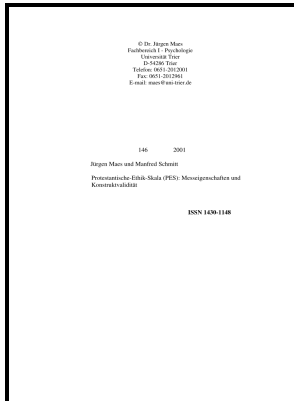 © Dr. Jürgen Maes
Fachbereich I - Psychologie
Universität Trier
D-54286 Trier
Telefon: 0651-2012001
Fax: 0651-2012961
E-mail: maes@uni-trier.de
146 2001
Jürgen Maes und Manfred Schmitt
Protestantische-Ethik-Skala (PES): Messeigenschaften und
Konstruktvalidität
ISSN 1430-1148